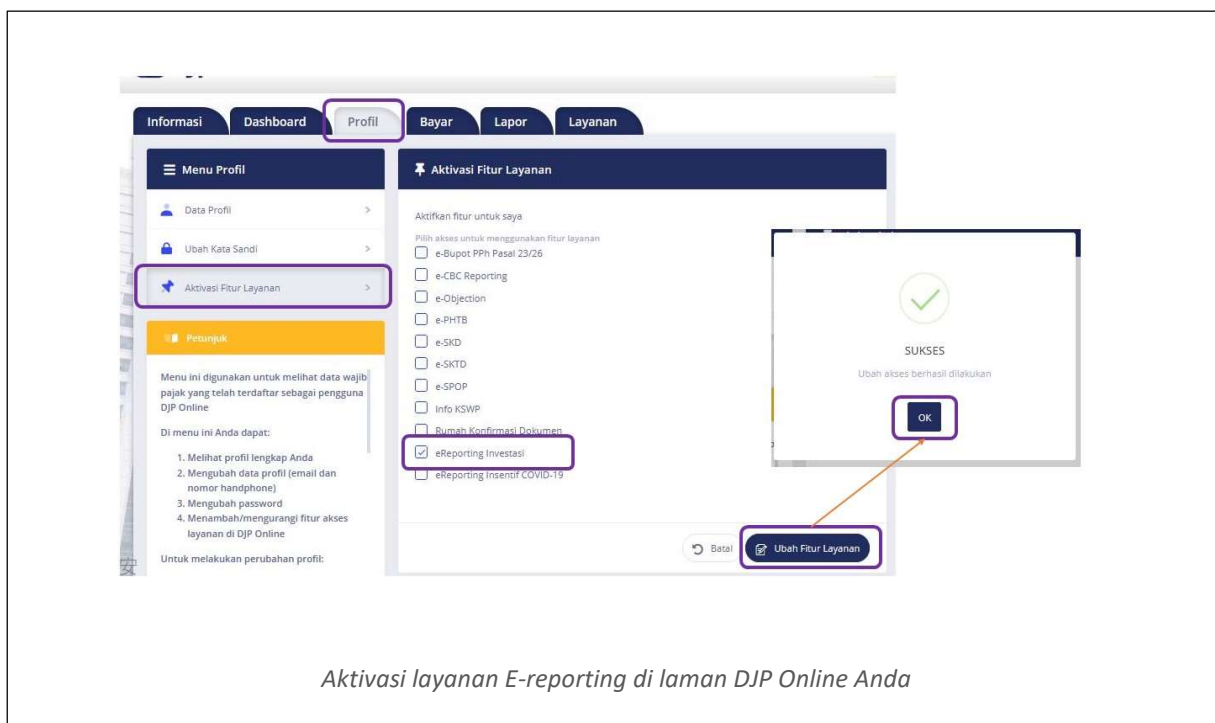 Informasi
Dashboard
Profil
Bayar
Lapor
Layanan
Menu Profil
Data Profil
Ubah Kata Sandi
Aktivasi Fitur Layanan
Petunjuk
Menu ini digunakan untuk melihat data wajib
pajak yang telah terdaftar sebagai pengguna
DJP Online
Di menu ini Anda dapat:
1. Melihat profil lengkap Anda
2. Mengubah data profil (email dan
nomor handphone)
3. Mengubah password
4. Menambah/mengurangi fitur akses
layanan di DJP Online
Untuk melakukan perubahan profil:
Aktivasi Fitur Layanan
Aktifkan fitur untuk saya
Pilih akses untuk menggunakan fitur layanan
e-Bupot PPh Pasal 23/26
e-CBC Reporting
e-Objection
e-PHTB
e-SKD
e-SKTD
e-SPOP
Info KSWP
Rumah Konfirmasi Dokumen
eReporting Investasi
eReporting Insentif COVID-19
Batal
Ubah Fitur Layanan
SUKSES
Ubah akses berhasil dilakukan
OK
安
Aktivasi layanan E-reporting di laman DJP Online Anda